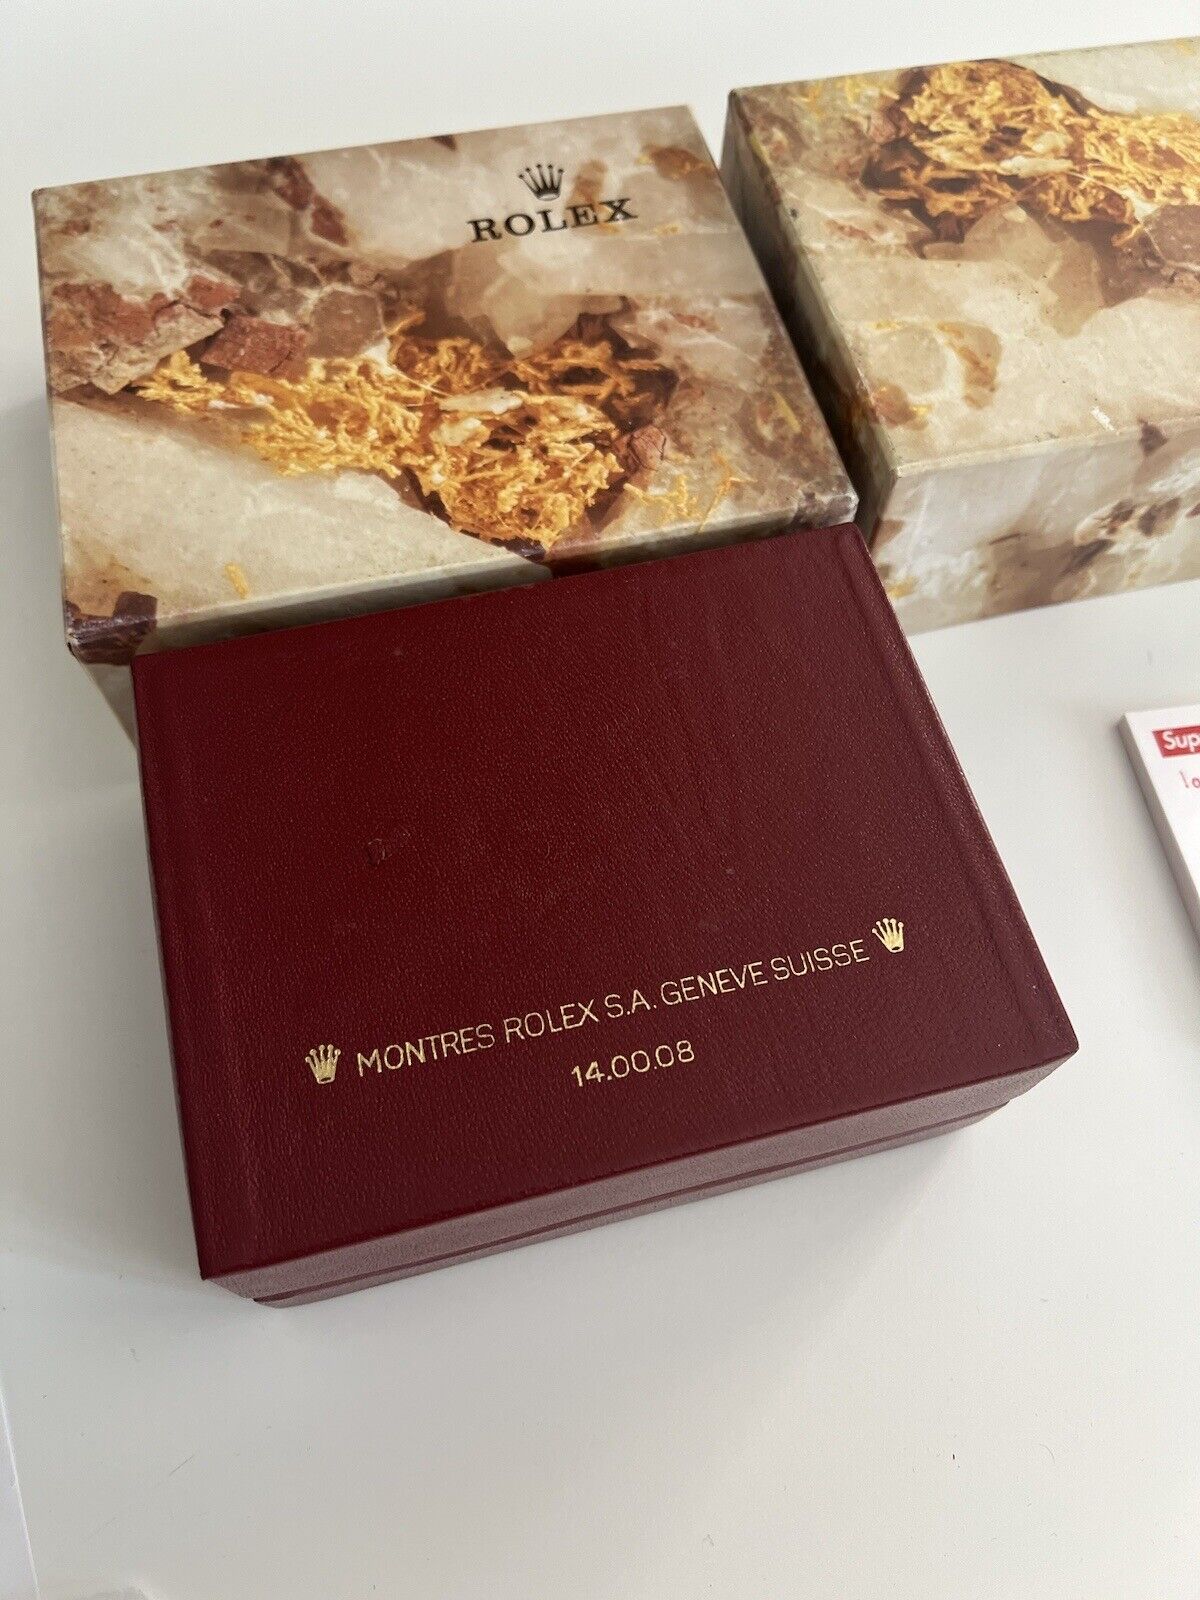 ROLEX
Sup
MONTRES ROLEX S.A. GENEVE SUISSE
14.00.08